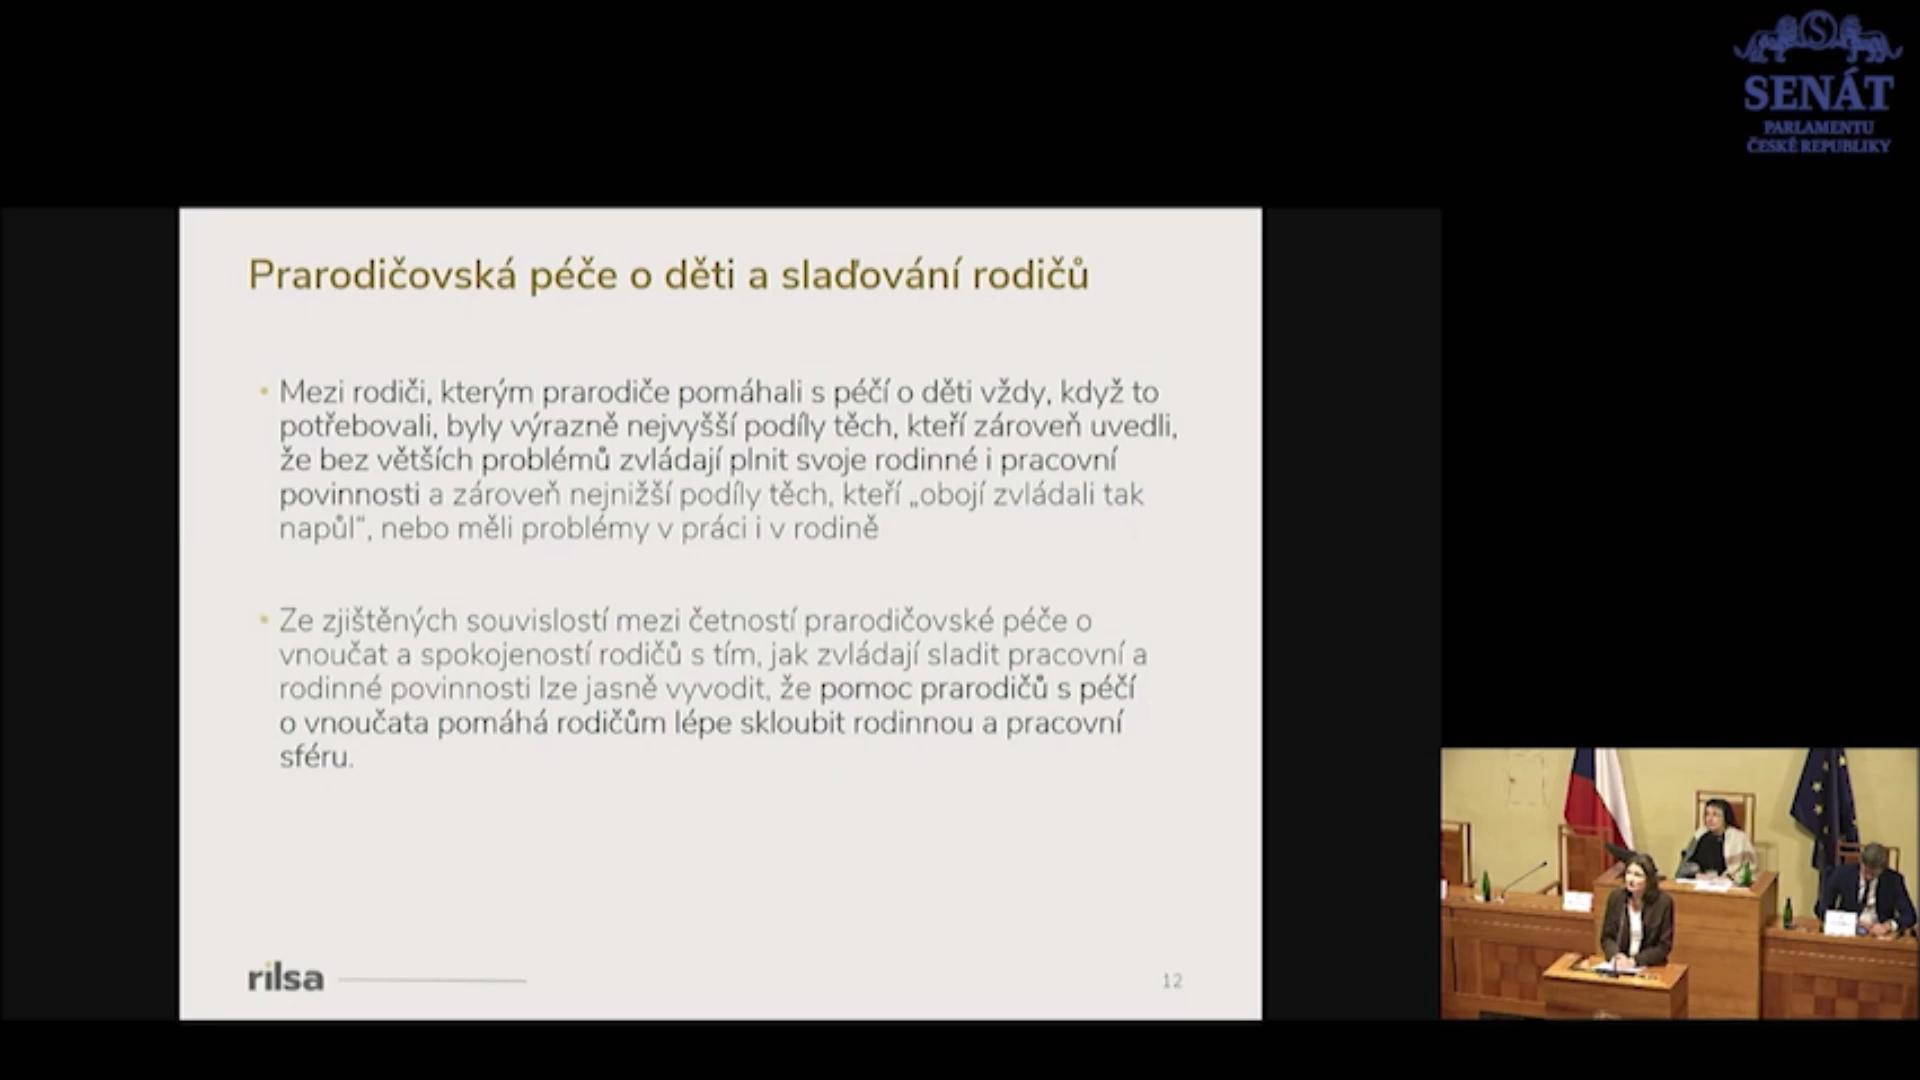 SENÁT
PARLAMENTU
ČESKÉ REPUBLIKY
Prarodičovská péče o děti a slaďování rodičů
• Mezi rodiči, kterým prarodiče pomáhali s péčí o děti vždy, když to
potřebovali, byly výrazně nejvyšší podíly těch, kteří zároveň uvedli,
že bez větších problémů zvládají plnit svoje rodinné i pracovní
povinnosti a zároveň nejnižší podíly těch, kteří „obojí zvládali tak
napůl“, nebo měli problémy v práci i v rodině
• Ze zjištěných souvislostí mezi četností prarodičovské péče o
vnoučat a spokojeností rodičů s tím, jak zvládají sladit pracovní a
rodinné povinnosti lze jasně vyvodit, že pomoc prarodičů s péčí
o vnoučata pomáhá rodičům lépe skloubit rodinnou a pracovní
sféru.
rilsa
12